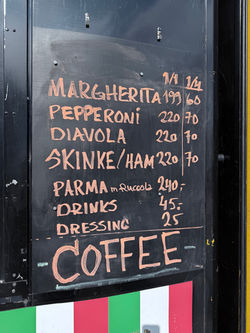 1/1 1/4
MARGHERITA 199 60
PEPPERONI 220 70
DIAVOLA 220 70
SKINKE/HAM 220 70
PARMA m. Ruccola 240,-
DRINKS 45,-
DRESSING 25
COFFEE